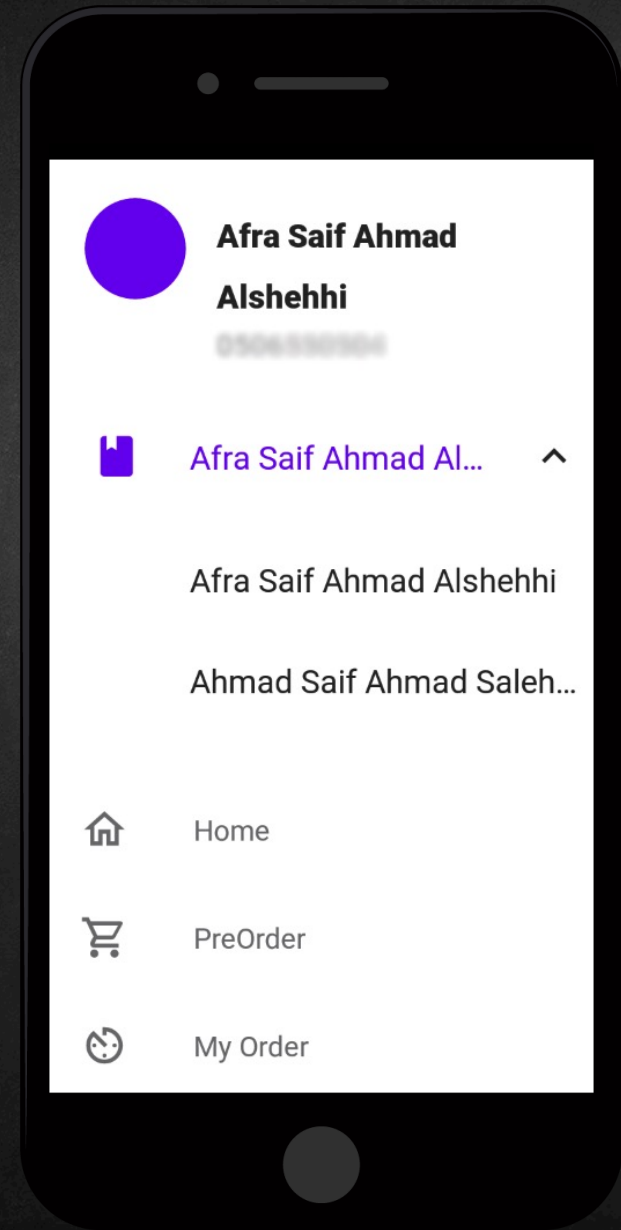 Afra Saif Ahmad
Alshehhi
Afra Saif Ahmad Al...
Afra Saif Ahmad Alshehhi
Ahmad Saif Ahmad Saleh...
Home
PreOrder
My Order